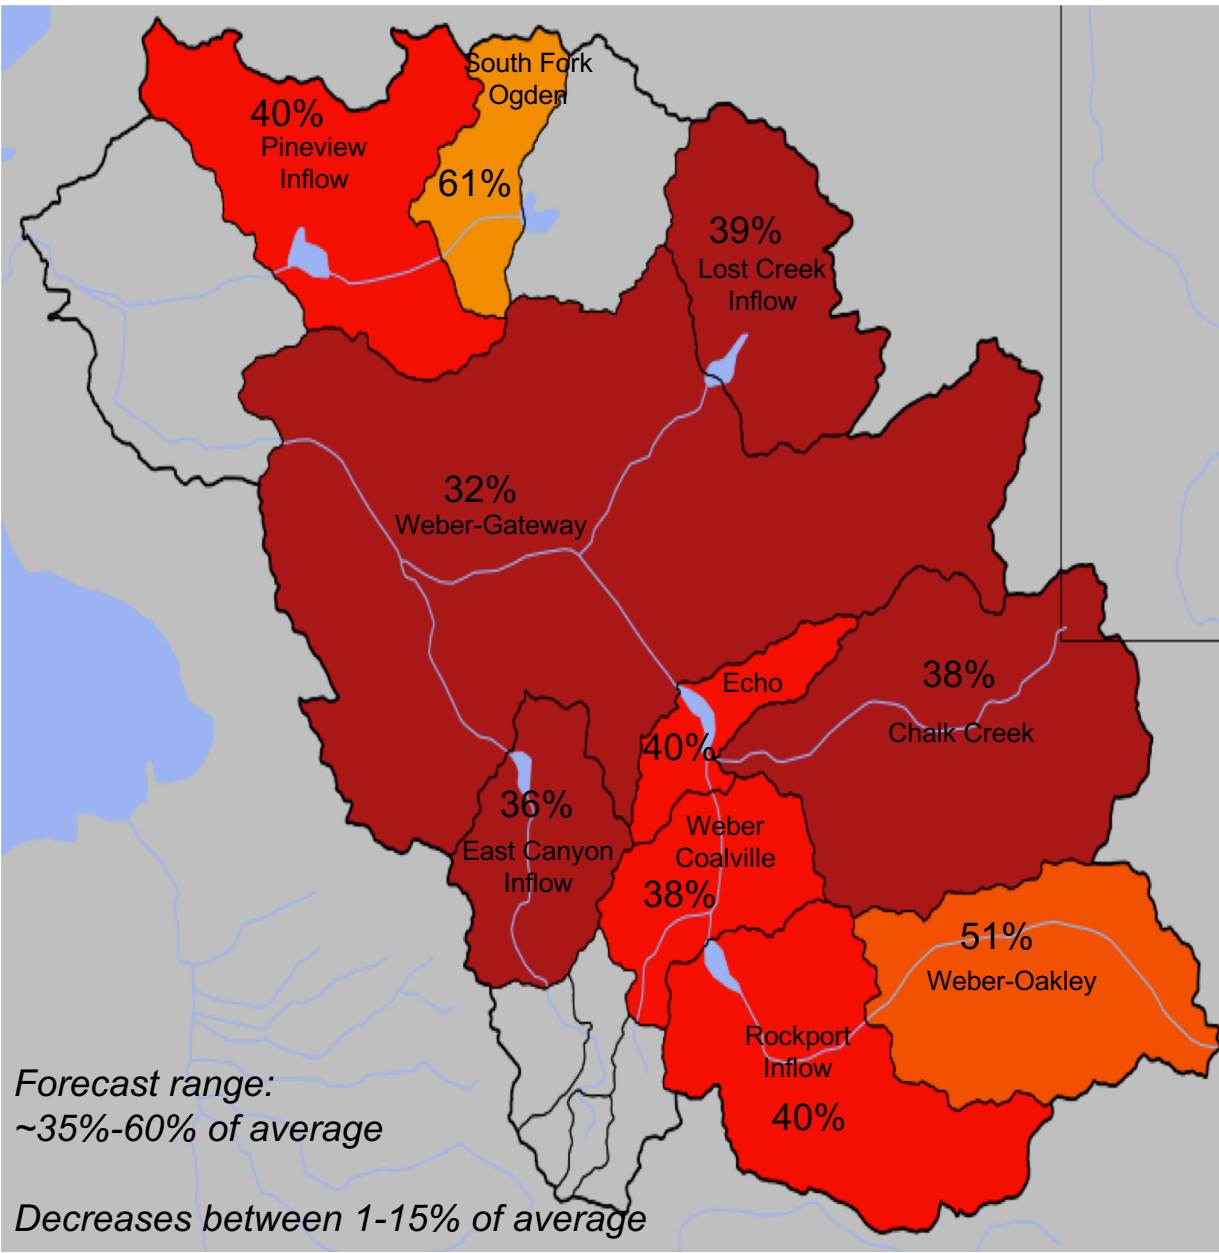 South Fork
Ogden
61%
40%
Pineview
Inflow
39%
Lost Creek
Inflow
32%
Weber-Gateway
Echo
40%
38%
Chalk Creek
36%
East Canyon
Inflow
Weber
Coalville
38%
51%
Weber-Oakley
Rockport
Inflow
40%
Forecast range:
~35%-60% of average
Decreases between 1-15% of average